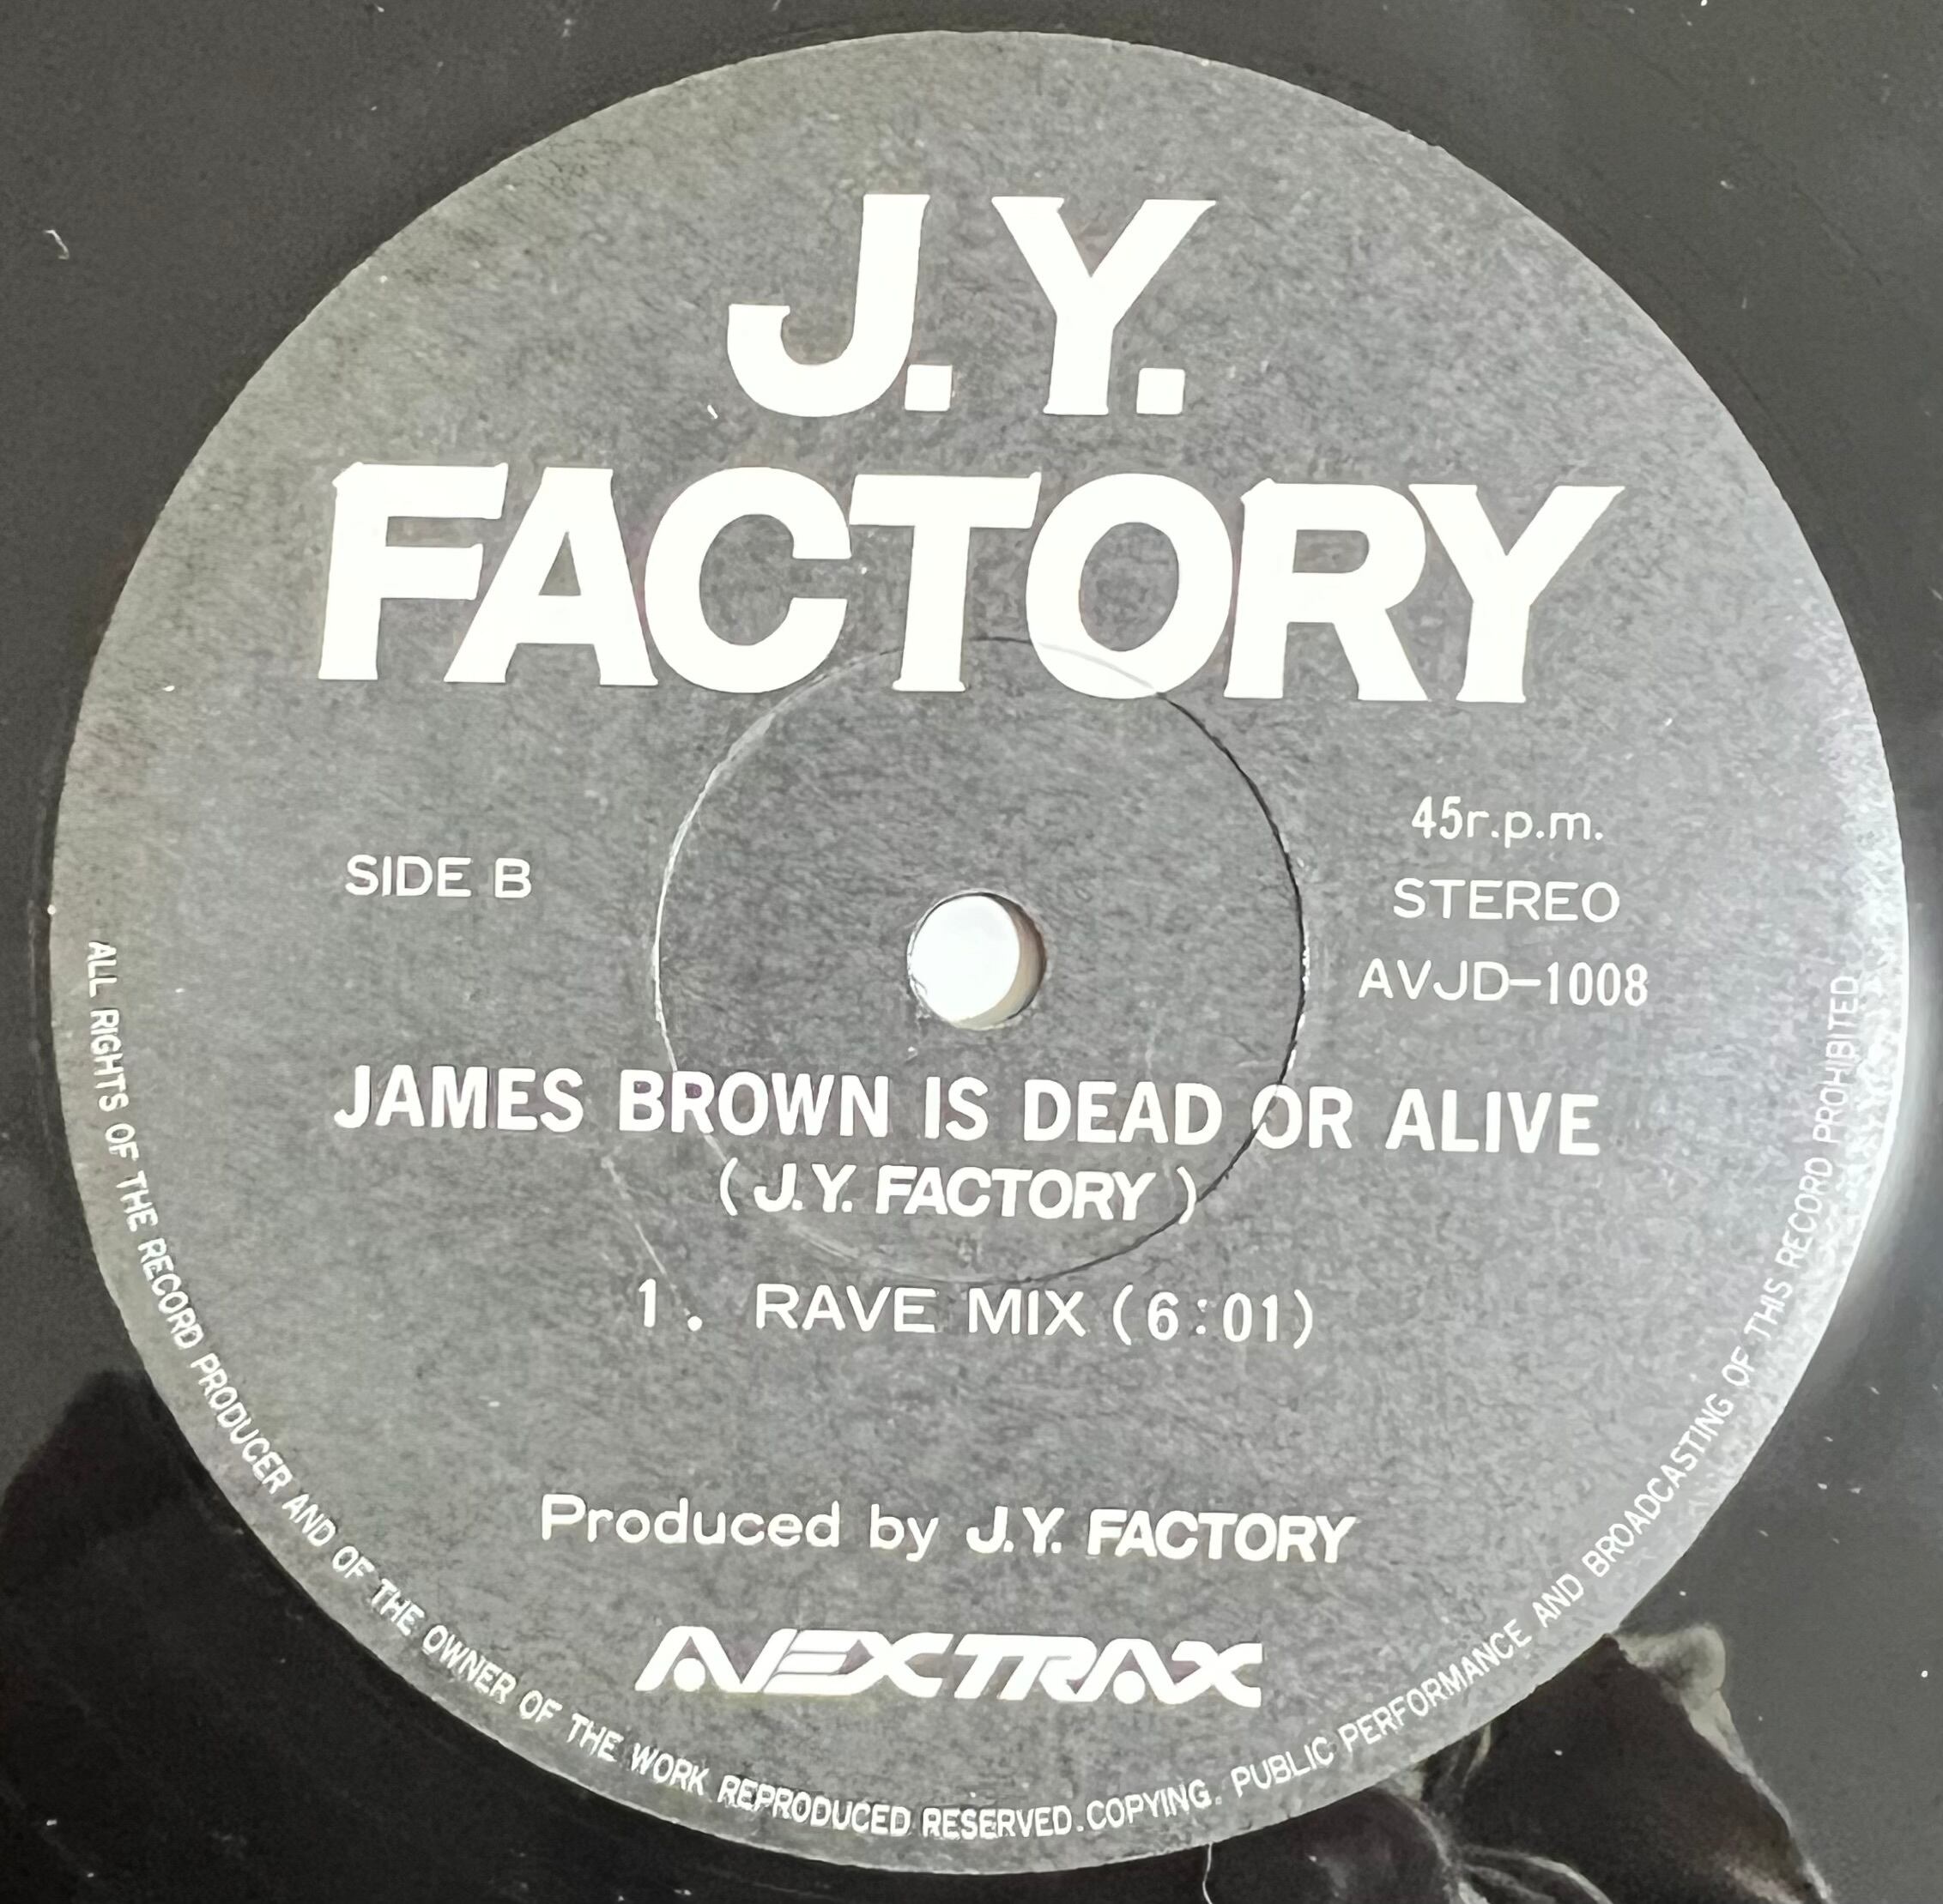 J.Y.
FACTORY
SIDE B
45r.p.m.
STEREO
AVJD-1008
JAMES BROWN IS DEAD OR ALIVE
( J.Y. FACTORY )
1. RAVE MIX (6:01)
Produced by J.Y. FACTORY
NEXTRAX
ALL RIGHTS OF THE RECORD PRODUCER AND OF THE OWNER OF THE WORK REPRODUCED RESERVED. COPYING. PUBLIC PERFORMANCE AND BROADCASTING OF THIS RECORD PROHIBITED